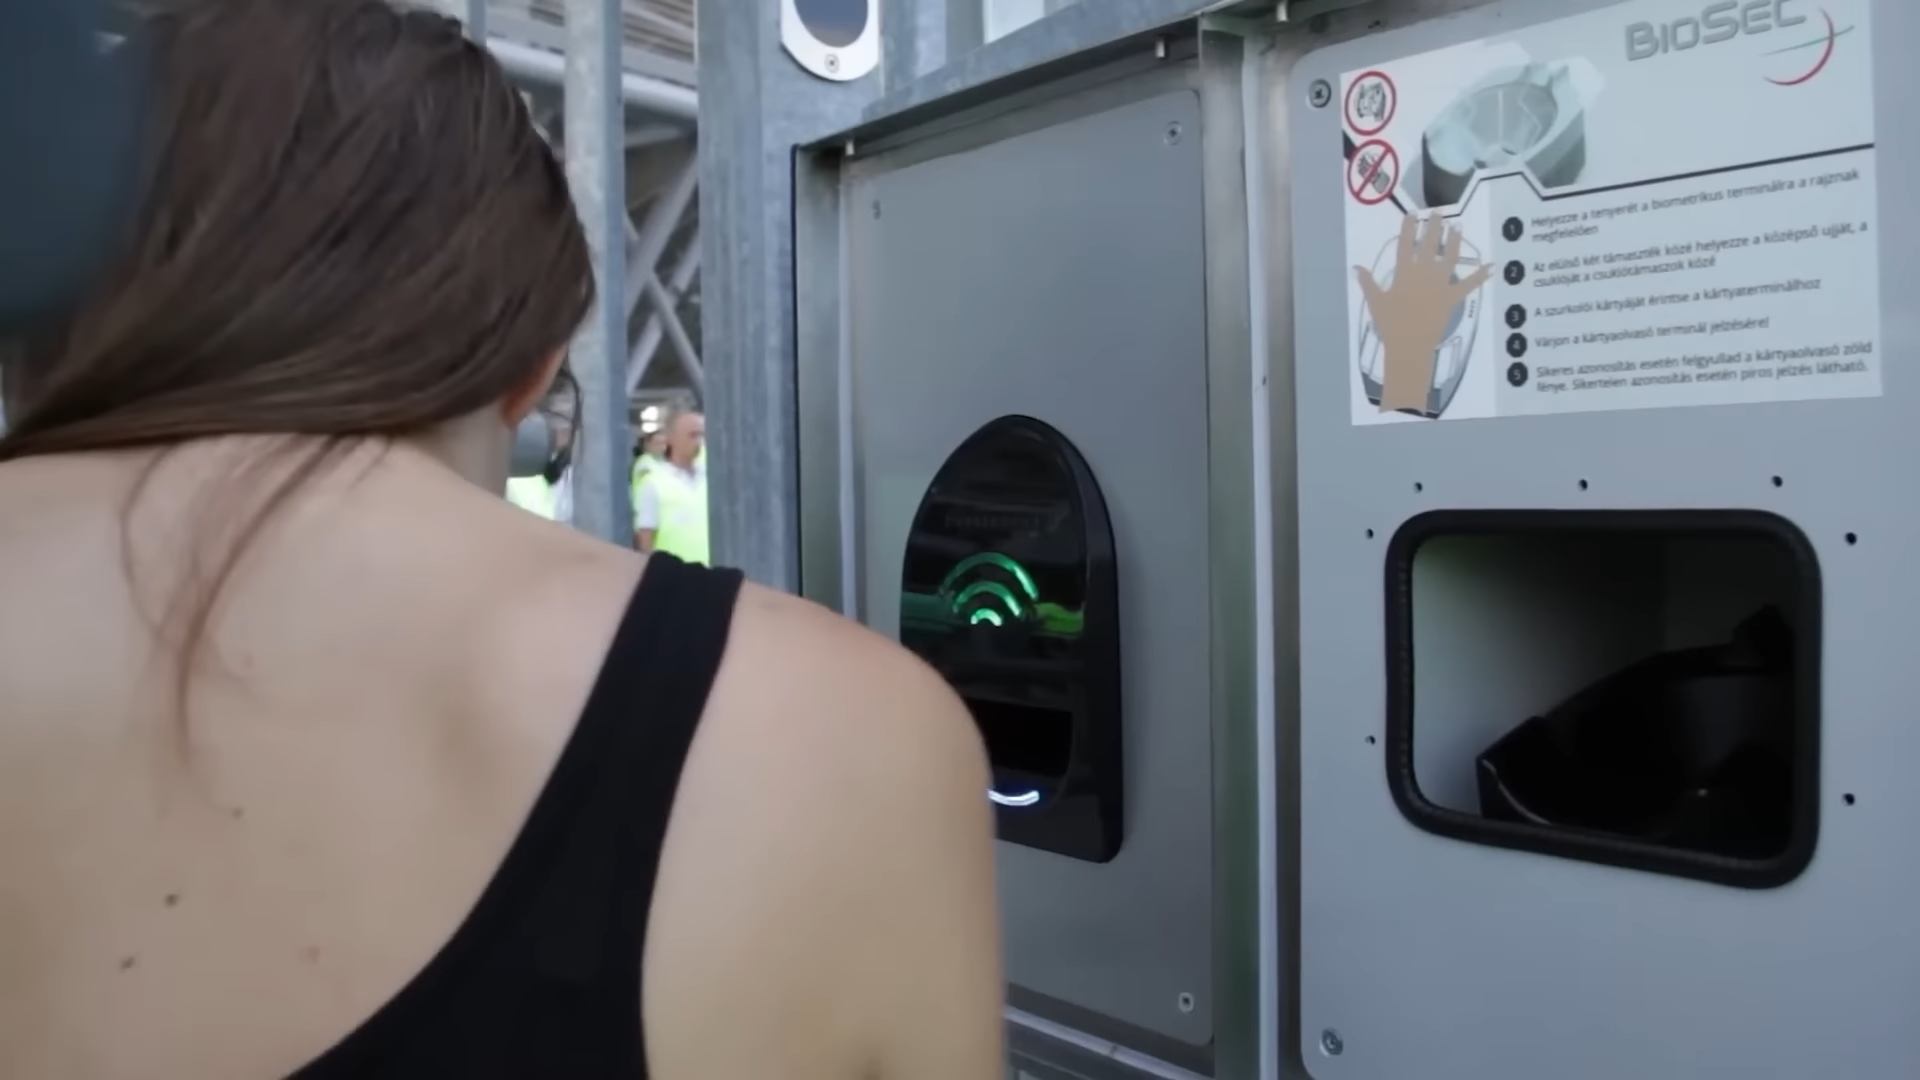 BIOSEC
1 Helyezze a tenyerét a biometrikus terminálra a rajznak
megfelelően
2 Az elülső két támaszték közé helyezze a középső ujját, a
csuklóját a csuklótámaszok közé
3 A szurkolói kártyáját érintse a kártyaterminálhoz
4 Várjon a kártyaolvasó terminál jelzésére!
5 Sikeres azonosítás esetén felgyullad a kártyaolvasó zöld
fénye. Sikertelen azonosítás esetén piros jelzés látható.